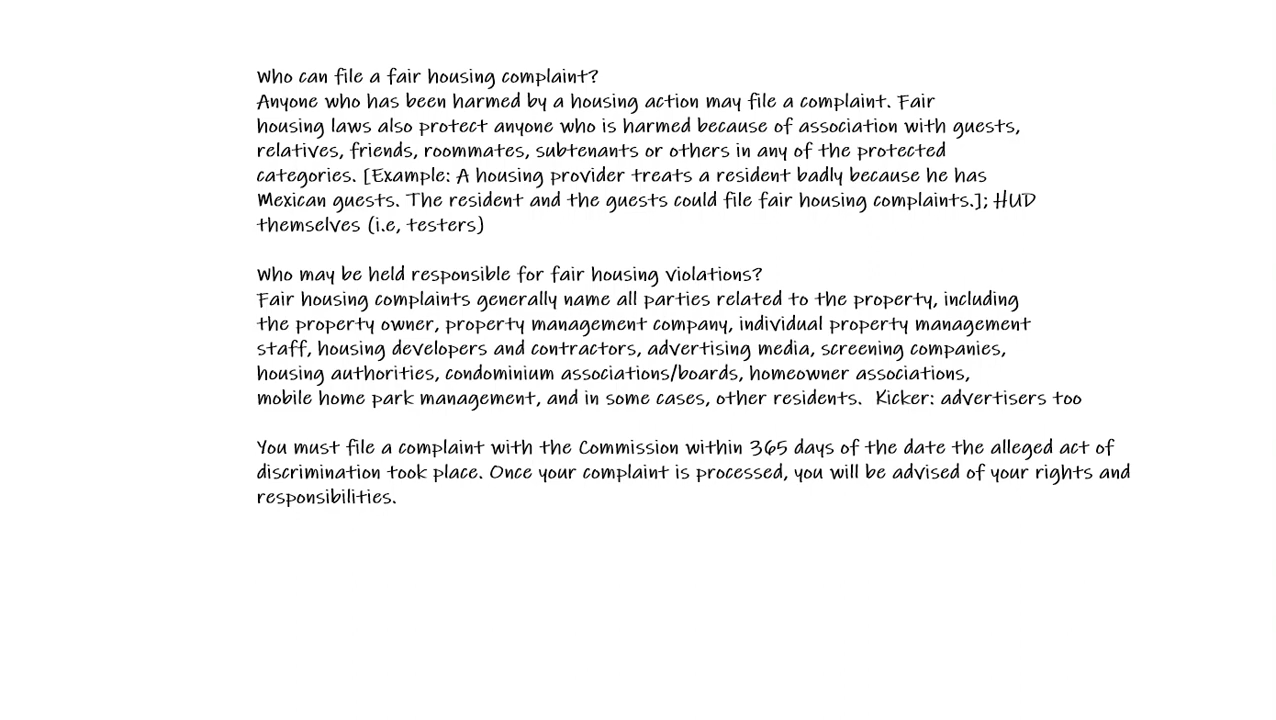 Who can file a fair housing complaint?
Anyone who has been harmed by a housing action may file a complaint. Fair
housing laws also protect anyone who is harmed because of association with guests,
relatives, friends, roommates, subtenants or others in any of the protected
categories. [Example: A housing provider treats a resident badly because he has
Mexican guests. The resident and the guests could file fair housing complaints.]; HUD
themselves (i.e, testers)
Who may be held responsible for fair housing violations?
Fair housing complaints generally name all parties related to the property, including
the property owner, property management company, individual property management
staff, housing developers and contractors, advertising media, screening companies,
housing authorities, condominium associations/boards, homeowner associations,
mobile home park management, and in some cases, other residents.  Kicker: advertisers too
You must file a complaint with the Commission within 365 days of the date the alleged act of
discrimination took place. Once your complaint is processed, you will be advised of your rights and
responsibilities.